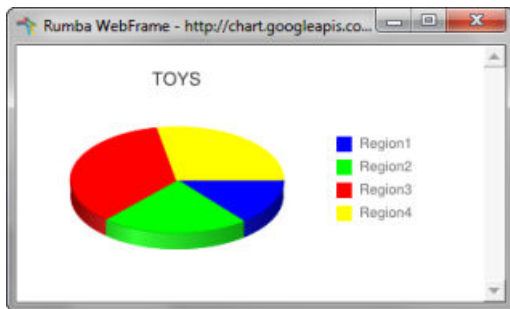 Rumba WebFrame - http://chart.googleapis.co...
TOYS
Region1
Region2
Region3
Region4